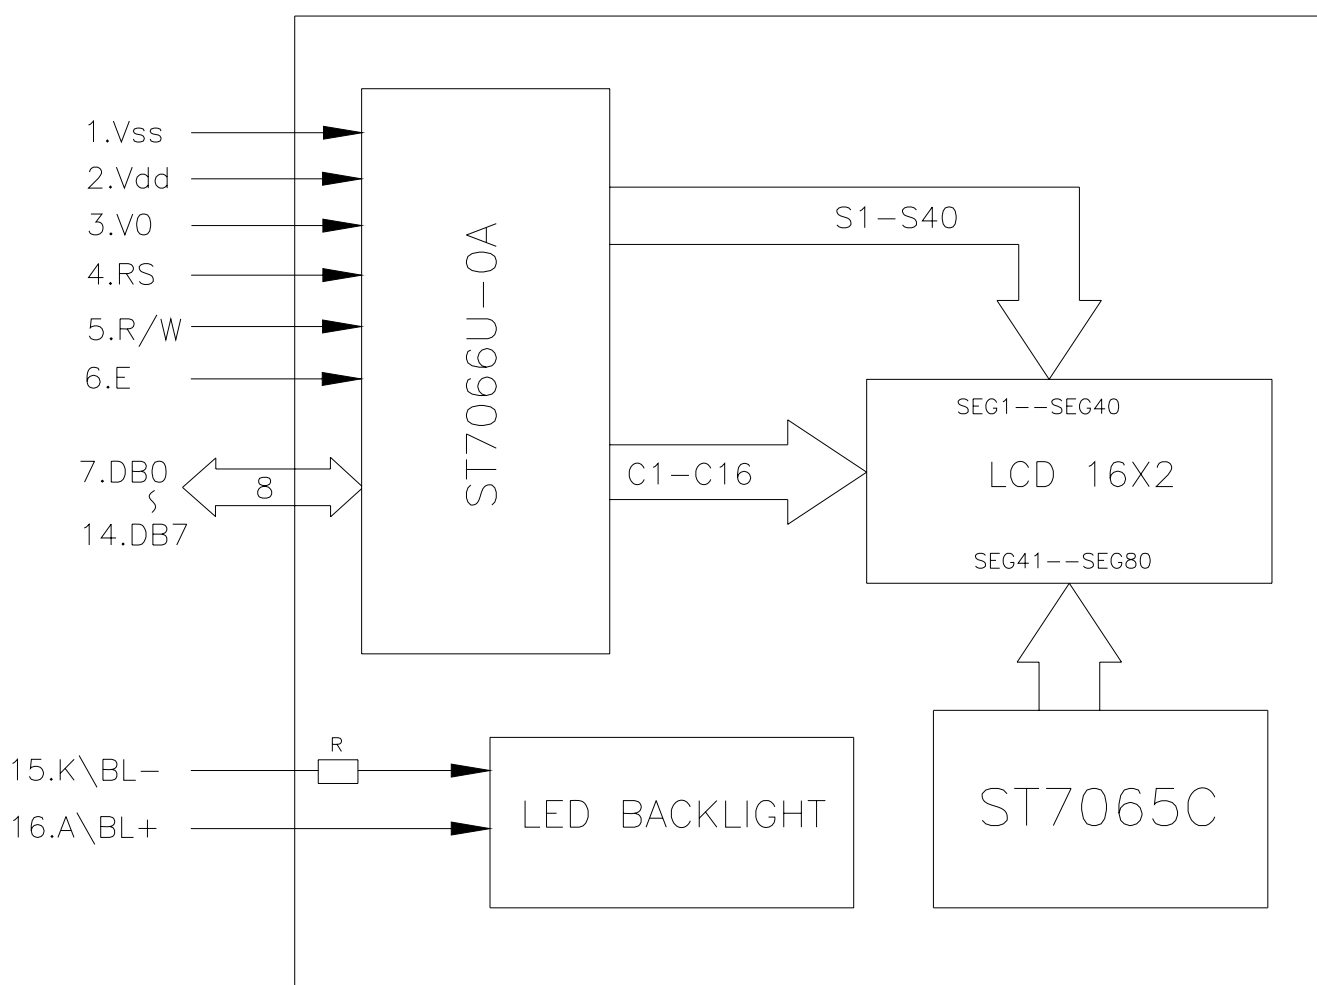 1.Vss
2.Vdd
3.V0
4.RS
5.R/W
6.E
7.DB0
~
14.DB7
8
ST7066U-0A
S1-S40
C1-C16
SEG1--SEG40
LCD 16X2
SEG41--SEG80
R
15.K\BL-
16.A\BL+
LED BACKLIGHT
ST7065C